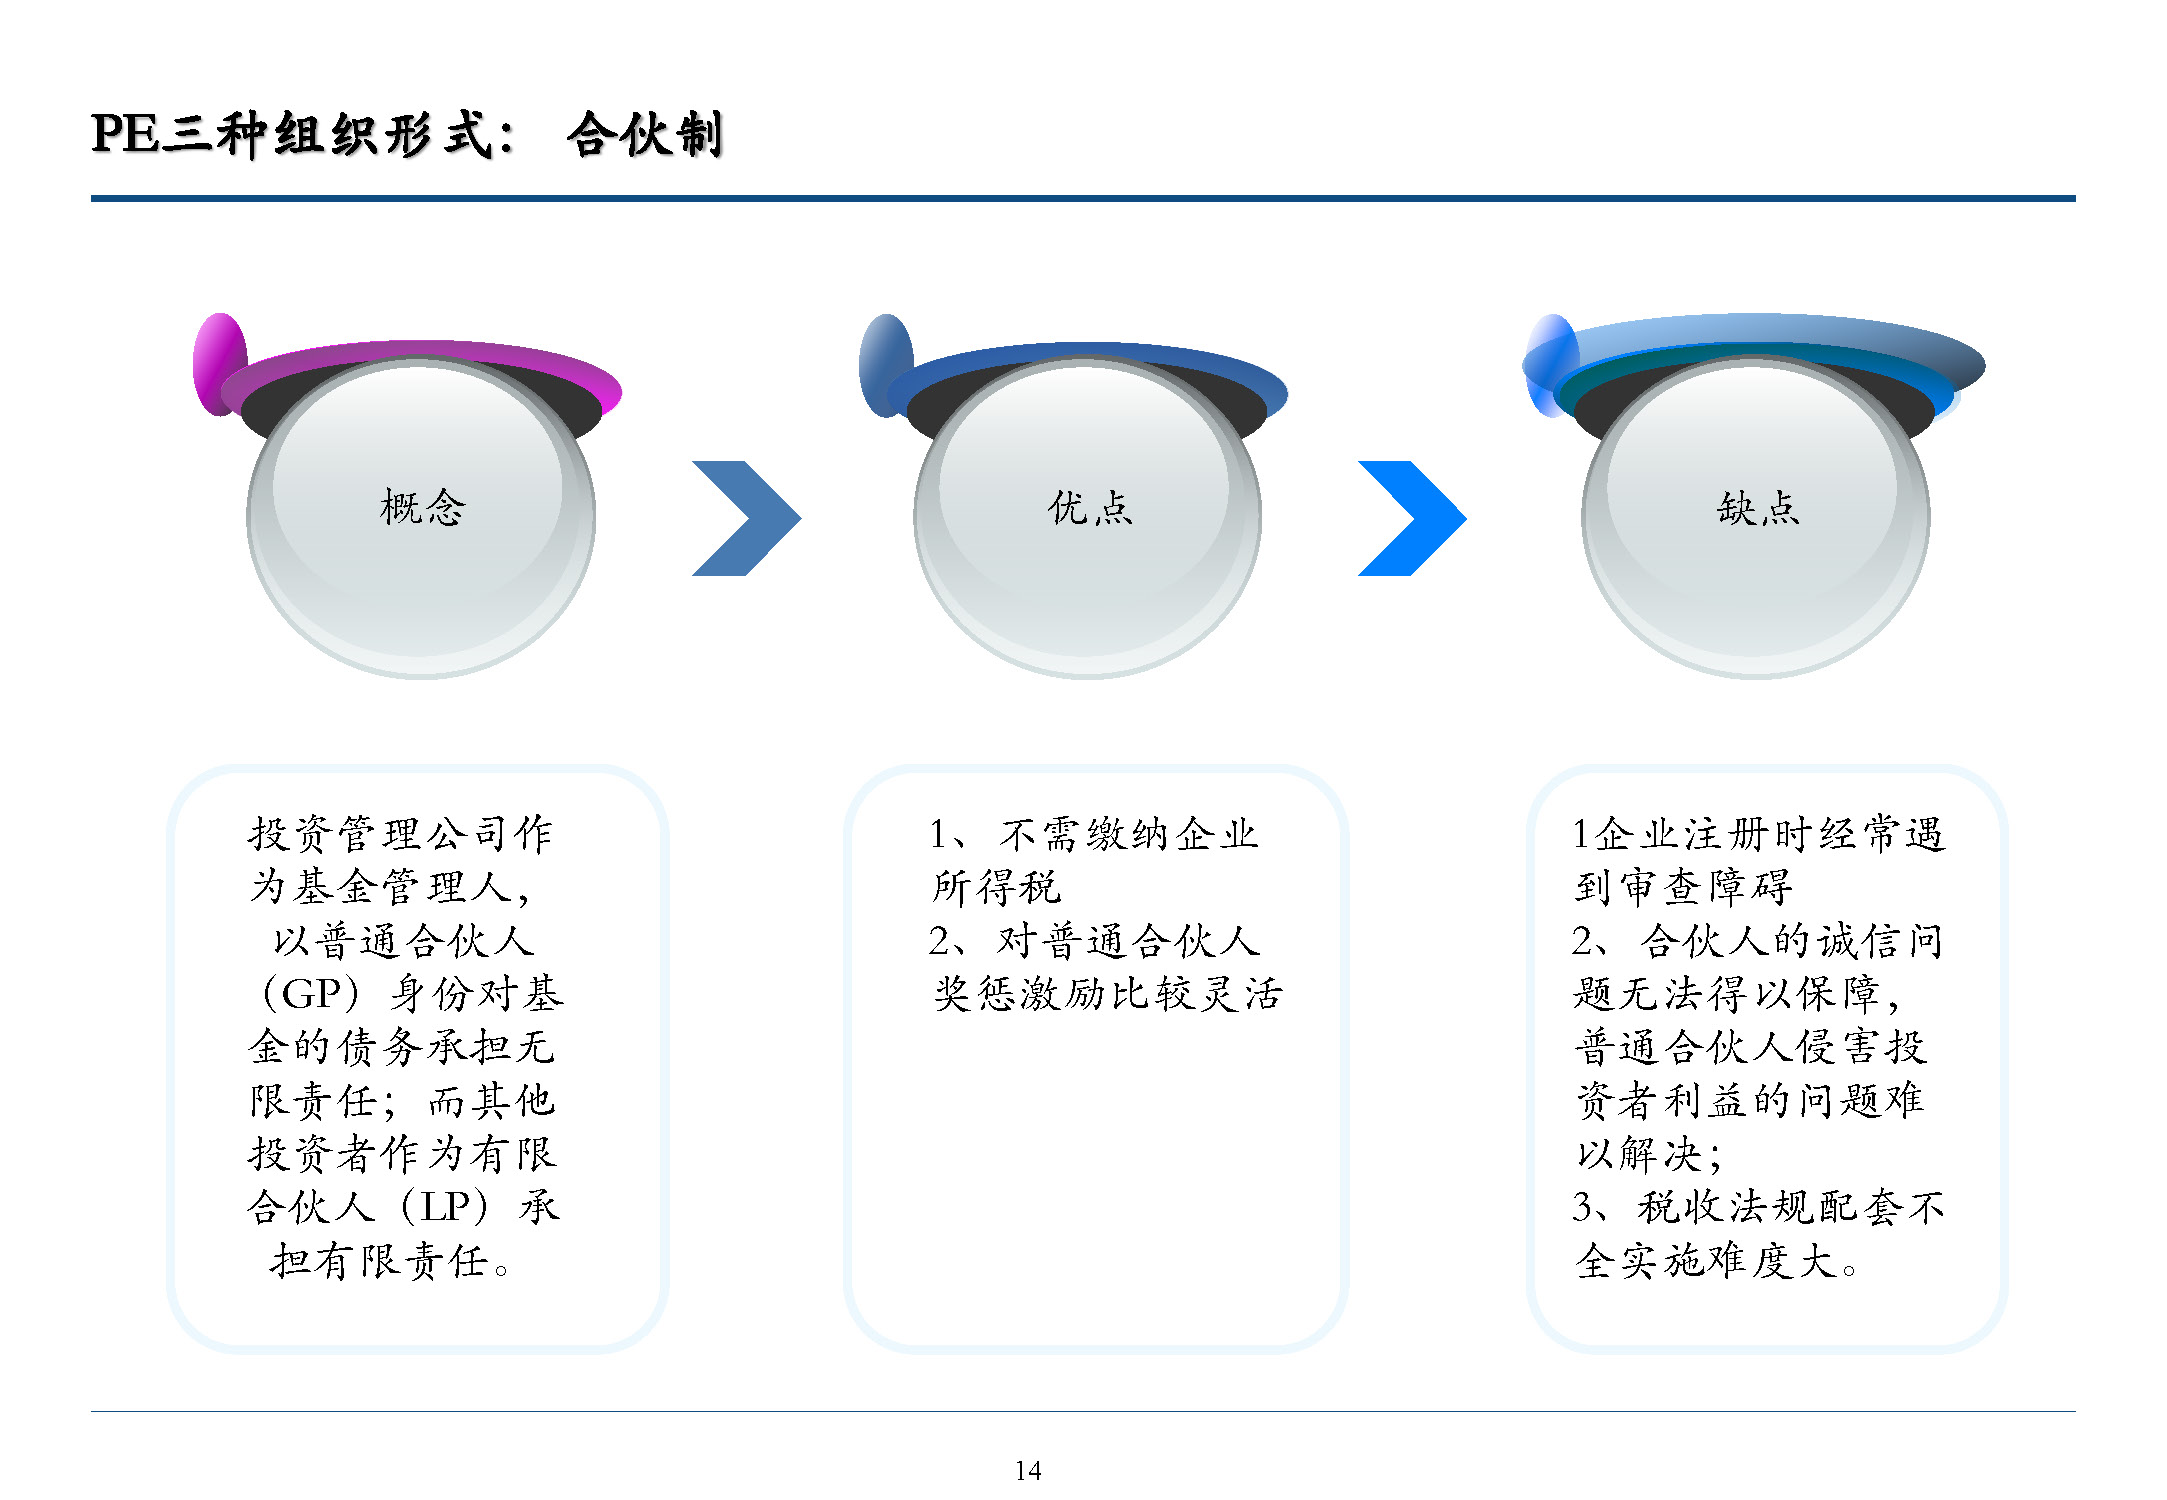 PE三种组织形式： 合伙制
概念
优点
缺点
投资管理公司作
为基金管理人，
以普通合伙人
（GP）身份对基
金的债务承担无
限责任；而其他
投资者作为有限
合伙人（LP）承
担有限责任。
1、 不需缴纳企业
所得税
2、对普通合伙人
奖惩激励比较灵活
1企业注册时经常遇
到审查障碍
2、 合伙人的诚信问
题无法得以保障，
普通合伙人侵害投
资者利益的问题难
以解决；
3、税收法规配套不
全实施难度大。
14